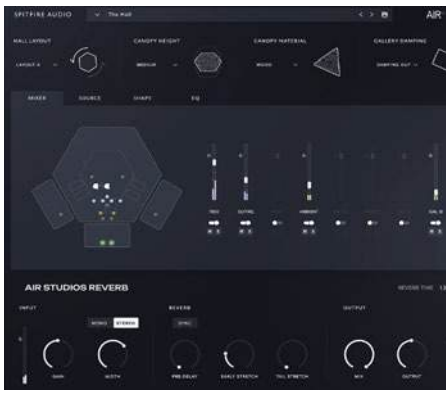 SPITFIRE AUDIO
The Hall
AIR
HALL LAYOUT
CANOPY HEIGHT
CANOPY MATERIAL
GALLERY DAMPING
LAYOUT A
MEDIUM
WOOD
DAMPING OUT
MIXER
SOURCE
SHAPE
EQ
TREE
OUTRIG
AMBIENT
GAL
M S
M S
M S
M S
AIR STUDIOS REVERB
REVERB TIME
INPUT
REVERB
OUTPUT
MONO
STEREO
SYNC
GAIN
WIDTH
PRE DELAY
EARLY STRETCH
TAIL STRETCH
MIX
OUTPUT